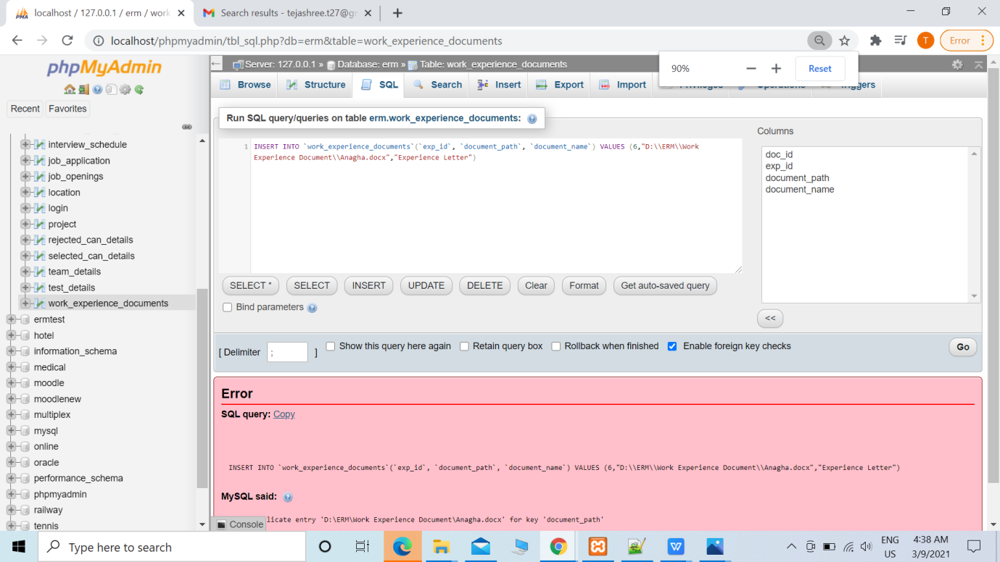 localhost / 127.0.0.1 / erm / work
Search results - tejashree.t27@g
localhost/phpmyadmin/tbl_sql.php?db=erm&table=work_experience_documents
T
Error
90%
Reset
phpMyAdmin
Recent
Favorites
interview_schedule
job_application
job_openings
location
login
project
rejected_can_details
selected_can_details
team_details
test_details
work_experience_documents
ermtest
hotel
information_schema
medical
moodle
moodlenew
multiplex
mysql
online
oracle
performance_schema
phpmyadmin
railway
tennis
Server: 127.0.0.1 » Database: erm » Table: work_experience_documents
Browse
Structure
SQL
Search
Insert
Export
Import
Privileges
Operations
Triggers
Run SQL query/queries on table erm.work_experience_documents:
1 INSERT INTO `work_experience_documents`(`exp_id`, `document_path`, `document_name`) VALUES (6,"D:\\ERM\\Work
Experience Document\\Anagha.docx","Experience Letter")
Columns
doc_id
exp_id
document_path
document_name
SELECT *
SELECT
INSERT
UPDATE
DELETE
Clear
Format
Get auto-saved query
<<
Bind parameters
[ Delimiter ; ]
Show this query here again
Retain query box
Rollback when finished
Enable foreign key checks
Go
Error
SQL query: Copy
INSERT INTO `work_experience_documents`(`exp_id`, `document_path`, `document_name`) VALUES (6,"D:\\ERM\\Work Experience Document\\Anagha.docx","Experience Letter")
MySQL said:
licate entry 'D:\ERM\Work Experience Document\Anagha.docx' for key 'document_path'
Console
Type here to search
ENG
US
4:38 AM
3/9/2021